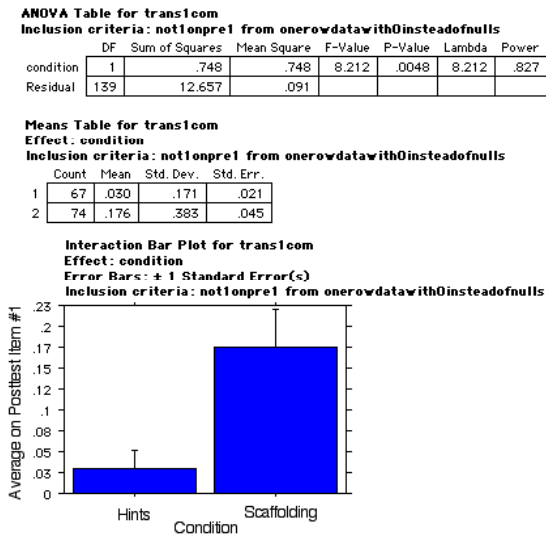 ANOVA Table for trans1com
Inclusion criteria: not1onpre1 from onerowdatawith0insteadofnulls
DF Sum of Squares Mean Square F-Value P-Value Lambda Power
condition 1 .748 .748 8.212 .0048 8.212 .827
Residual 139 12.657 .091
Means Table for trans1com
Effect: condition
Inclusion criteria: not1onpre1 from onerowdatawith0insteadofnulls
Count Mean Std. Dev. Std. Err.
1 67 .030 .171 .021
2 74 .176 .383 .045
Interaction Bar Plot for trans1com
Effect: condition
Error Bars: ± 1 Standard Error(s)
Inclusion criteria: not1onpre1 from onerowdatawith0insteadofnulls
Average on Posttest Item #1
.23
.2
.17
.15
.12
.1
.08
.05
.03
0
Hints Scaffolding
Condition